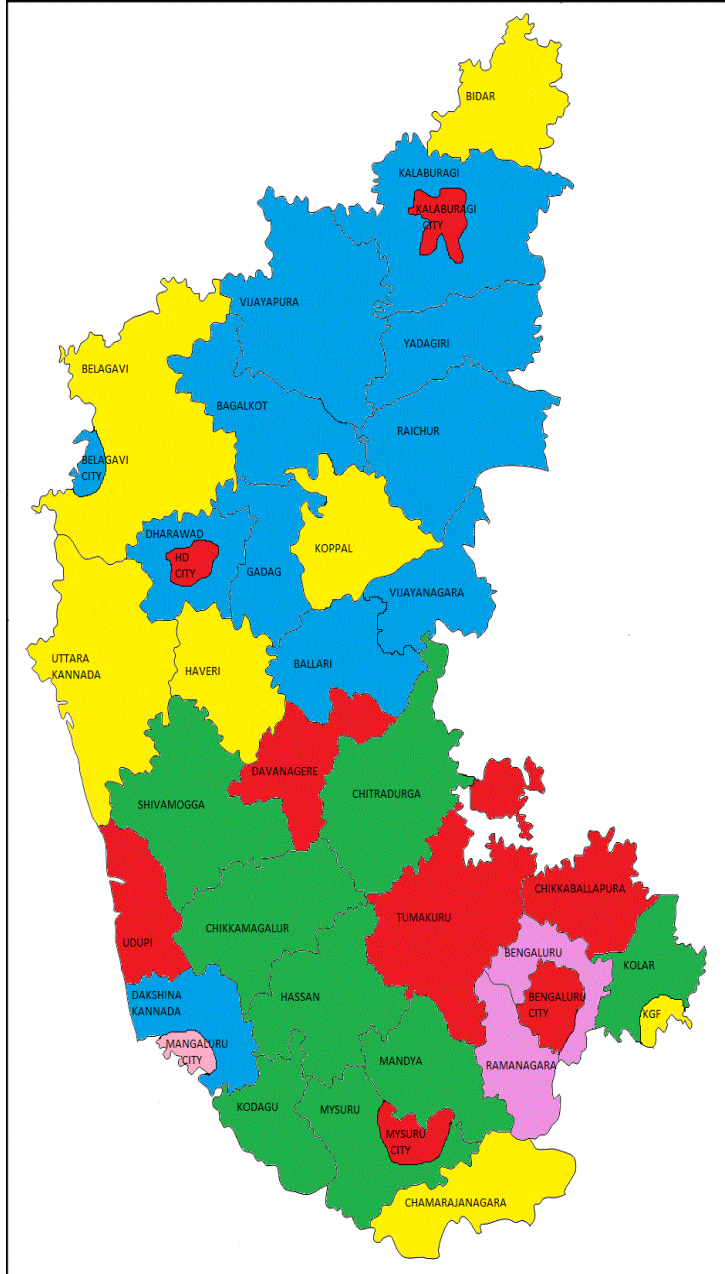 BIDAR
KALABURAGI
KALABURAGI
CITY
VIJAYAPURA
YADAGIRI
BELAGAVI
BAGALKOT
RAICHUR
BELAGAVI
CITY
DHARAWAD
HD
CITY
GADAG
KOPPAL
VIJAYANAGARA
UTTARA
KANNADA
HAVERI
BALLARI
DAVANAGERE
CHITRADURGA
SHIVAMOGGA
CHIKKABALLAPURA
TUMAKURU
CHIKKAMAGALUR
UDUPI
BENGALURU
KOLAR
DAKSHINA
KANNADA
HASSAN
BENGALURU
CITY
KGF
MANGALURU
CITY
MANDYA
RAMANAGARA
KODAGU
MYSURU
MYSURU
CITY
CHAMARAJANAGARA